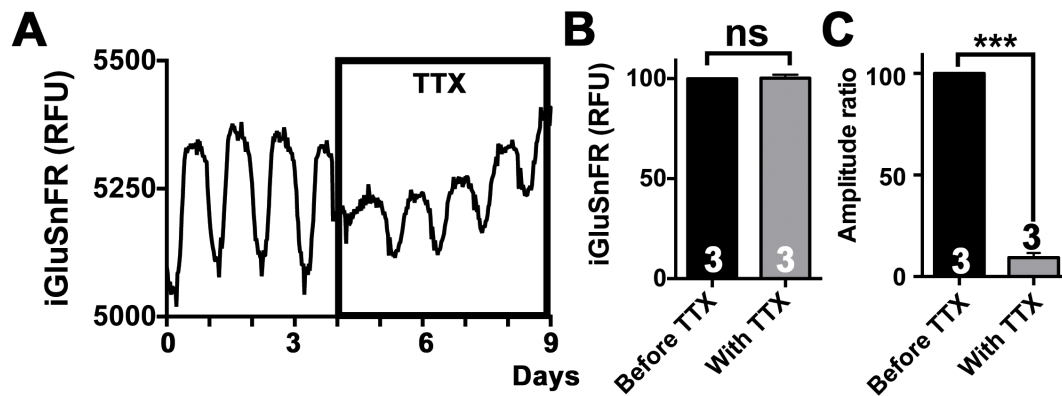 A
iGluSnFR (RFU)
5500
5250
5000
TTX
0
3
6
9
Days
B
ns
iGluSnFR (RFU)
100
50
0
3
3
Before TTX
With TTX
C
***
Amplitude ratio
100
50
0
3
3
Before TTX
With TTX